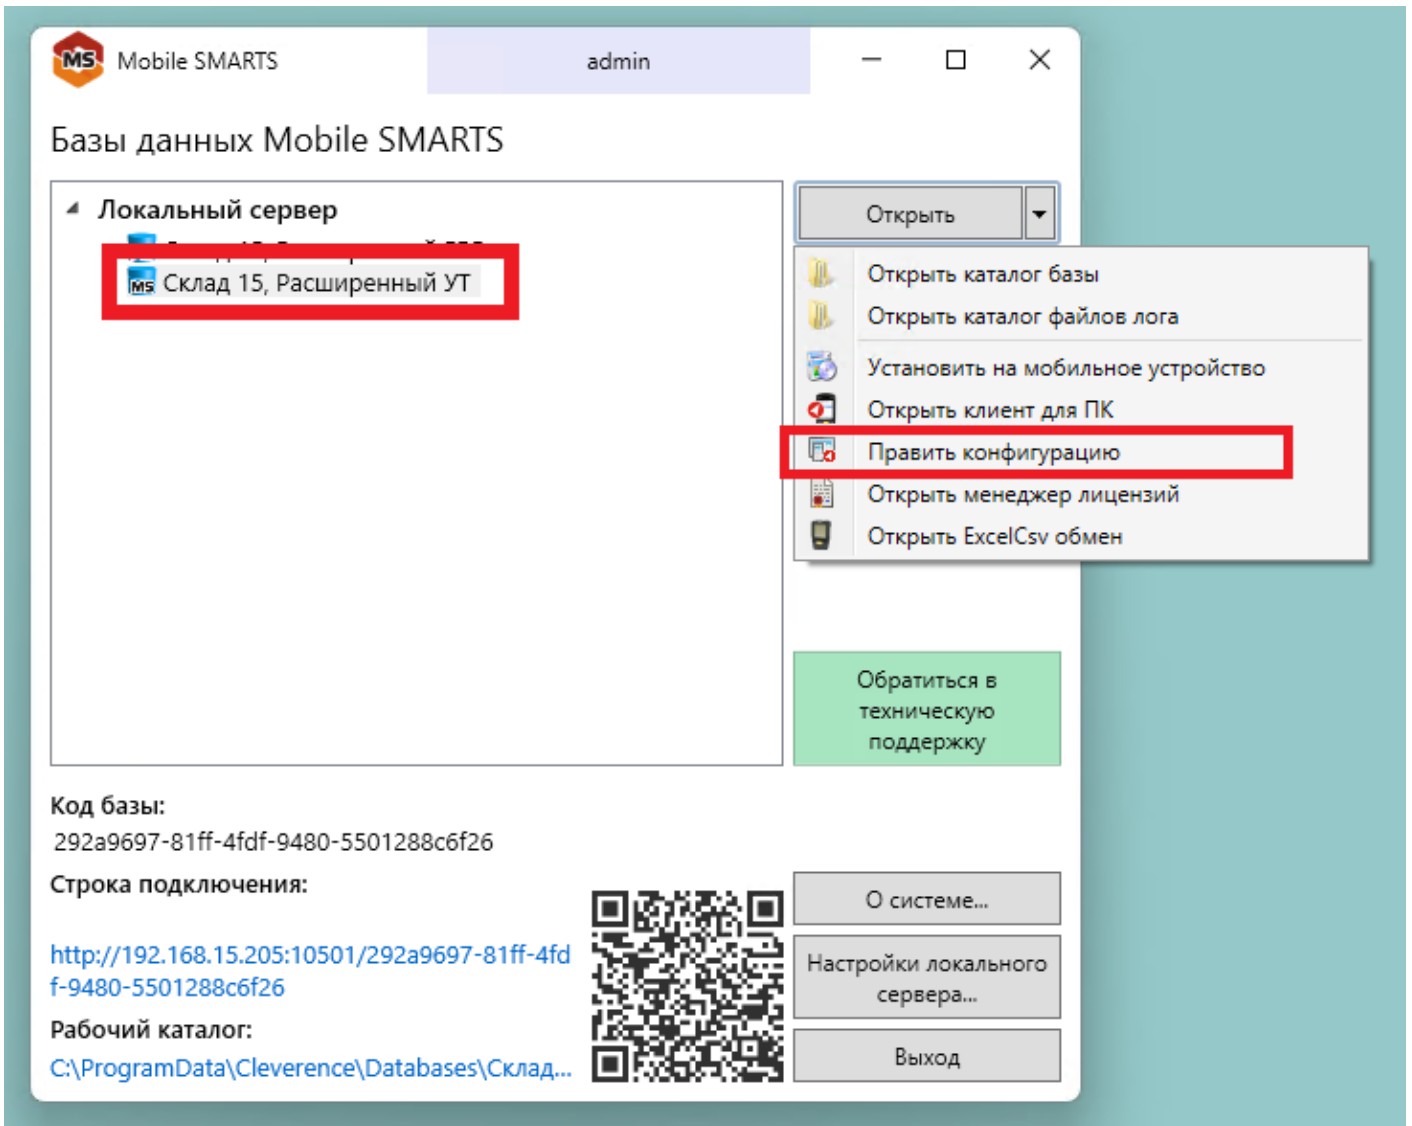 MS Mobile SMARTS
admin
Базы данных Mobile SMARTS
Локальный сервер
MS Склад 15, Расширенный УТ
Открыть
Открыть каталог базы
Открыть каталог файлов лога
Установить на мобильное устройство
Открыть клиент для ПК
Править конфигурацию
Открыть менеджер лицензий
Открыть ExcelCsv обмен
Обратиться в
техническую
поддержку
Код базы:
292a9697-81ff-4fdf-9480-5501288c6f26
Строка подключения:
http://192.168.15.205:10501/292a9697-81ff-4fd
f-9480-5501288c6f26
Рабочий каталог:
C:\ProgramData\Cleverence\Databases\Склад...
О системе...
Настройки локального
сервера...
Выход